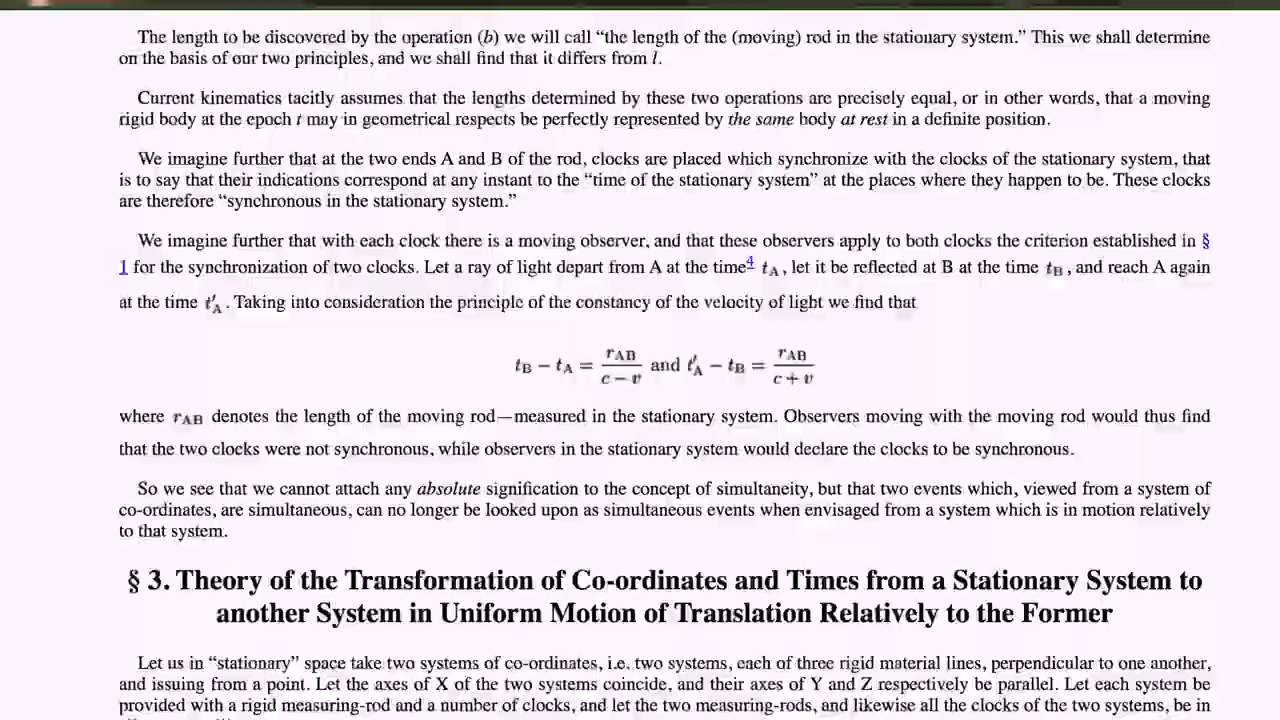 The length to be discovered by the operation (b) we will call “the length of the (moving) rod in the stationary system.” This we shall determine
on the basis of our two principles, and we shall find that it differs from l.
Current kinematics tacitly assumes that the lengths determined by these two operations are precisely equal, or in other words, that a moving
rigid body at the epoch t may in geometrical respects be perfectly represented by the same body at rest in a definite position.
We imagine further that at the two ends A and B of the rod, clocks are placed which synchronize with the clocks of the stationary system, that
is to say that their indications correspond at any instant to the “time of the stationary system” at the places where they happen to be. These clocks
are therefore “synchronous in the stationary system.”
We imagine further that with each clock there is a moving observer, and that these observers apply to both clocks the criterion established in §
1 for the synchronization of two clocks. Let a ray of light depart from A at the time⁴ t_A, let it be reflected at B at the time t_B, and reach A again
at the time t′_A. Taking into consideration the principle of the constancy of the velocity of light we find that
t_B − t_A = r_AB / (c − v) and t′_A − t_B = r_AB / (c + v)
where r_AB denotes the length of the moving rod—measured in the stationary system. Observers moving with the moving rod would thus find
that the two clocks were not synchronous, while observers in the stationary system would declare the clocks to be synchronous.
So we see that we cannot attach any absolute signification to the concept of simultaneity, but that two events which, viewed from a system of
co-ordinates, are simultaneous, can no longer be looked upon as simultaneous events when envisaged from a system which is in motion relatively
to that system.
§ 3. Theory of the Transformation of Co-ordinates and Times from a Stationary System to
another System in Uniform Motion of Translation Relatively to the Former
Let us in “stationary” space take two systems of co-ordinates, i.e. two systems, each of three rigid material lines, perpendicular to one another,
and issuing from a point. Let the axes of X of the two systems coincide, and their axes of Y and Z respectively be parallel. Let each system be
provided with a rigid measuring-rod and a number of clocks, and let the two measuring-rods, and likewise all the clocks of the two systems, be in